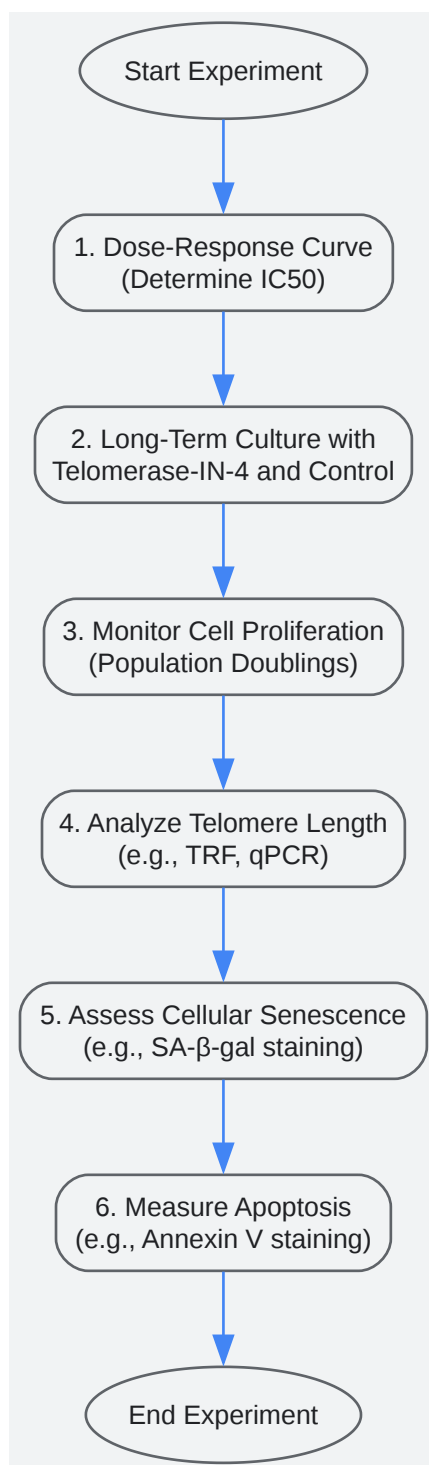 Start Experiment
1. Dose-Response Curve
(Determine IC50)
2. Long-Term Culture with
Telomerase-IN-4 and Control
3. Monitor Cell Proliferation
(Population Doublings)
4. Analyze Telomere Length
(e.g., TRF, qPCR)
5. Assess Cellular Senescence
(e.g., SA-β-gal staining)
6. Measure Apoptosis
(e.g., Annexin V staining)
End Experiment